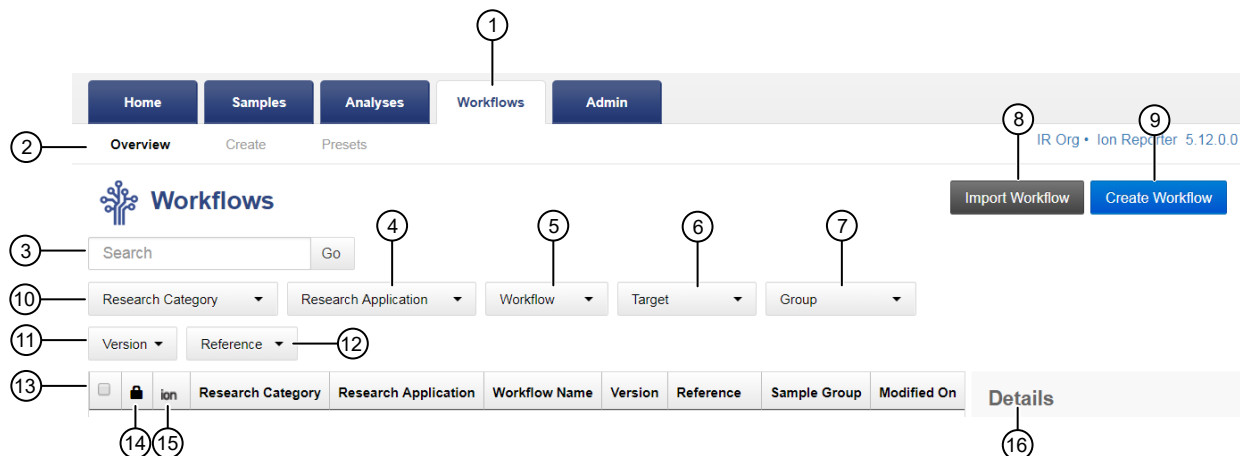 1
Home Samples Analyses Workflows Admin
8 9
2 Overview Create Presets IR Org • Ion Reporter 5.12.0.0
Workflows Import Workflow Create Workflow
4 5 6 7
3 Search Go
10 Research Category Research Application Workflow Target Group
11 Version Reference 12
13 ion Research Category Research Application Workflow Name Version Reference Sample Group Modified On Details
14 15 16